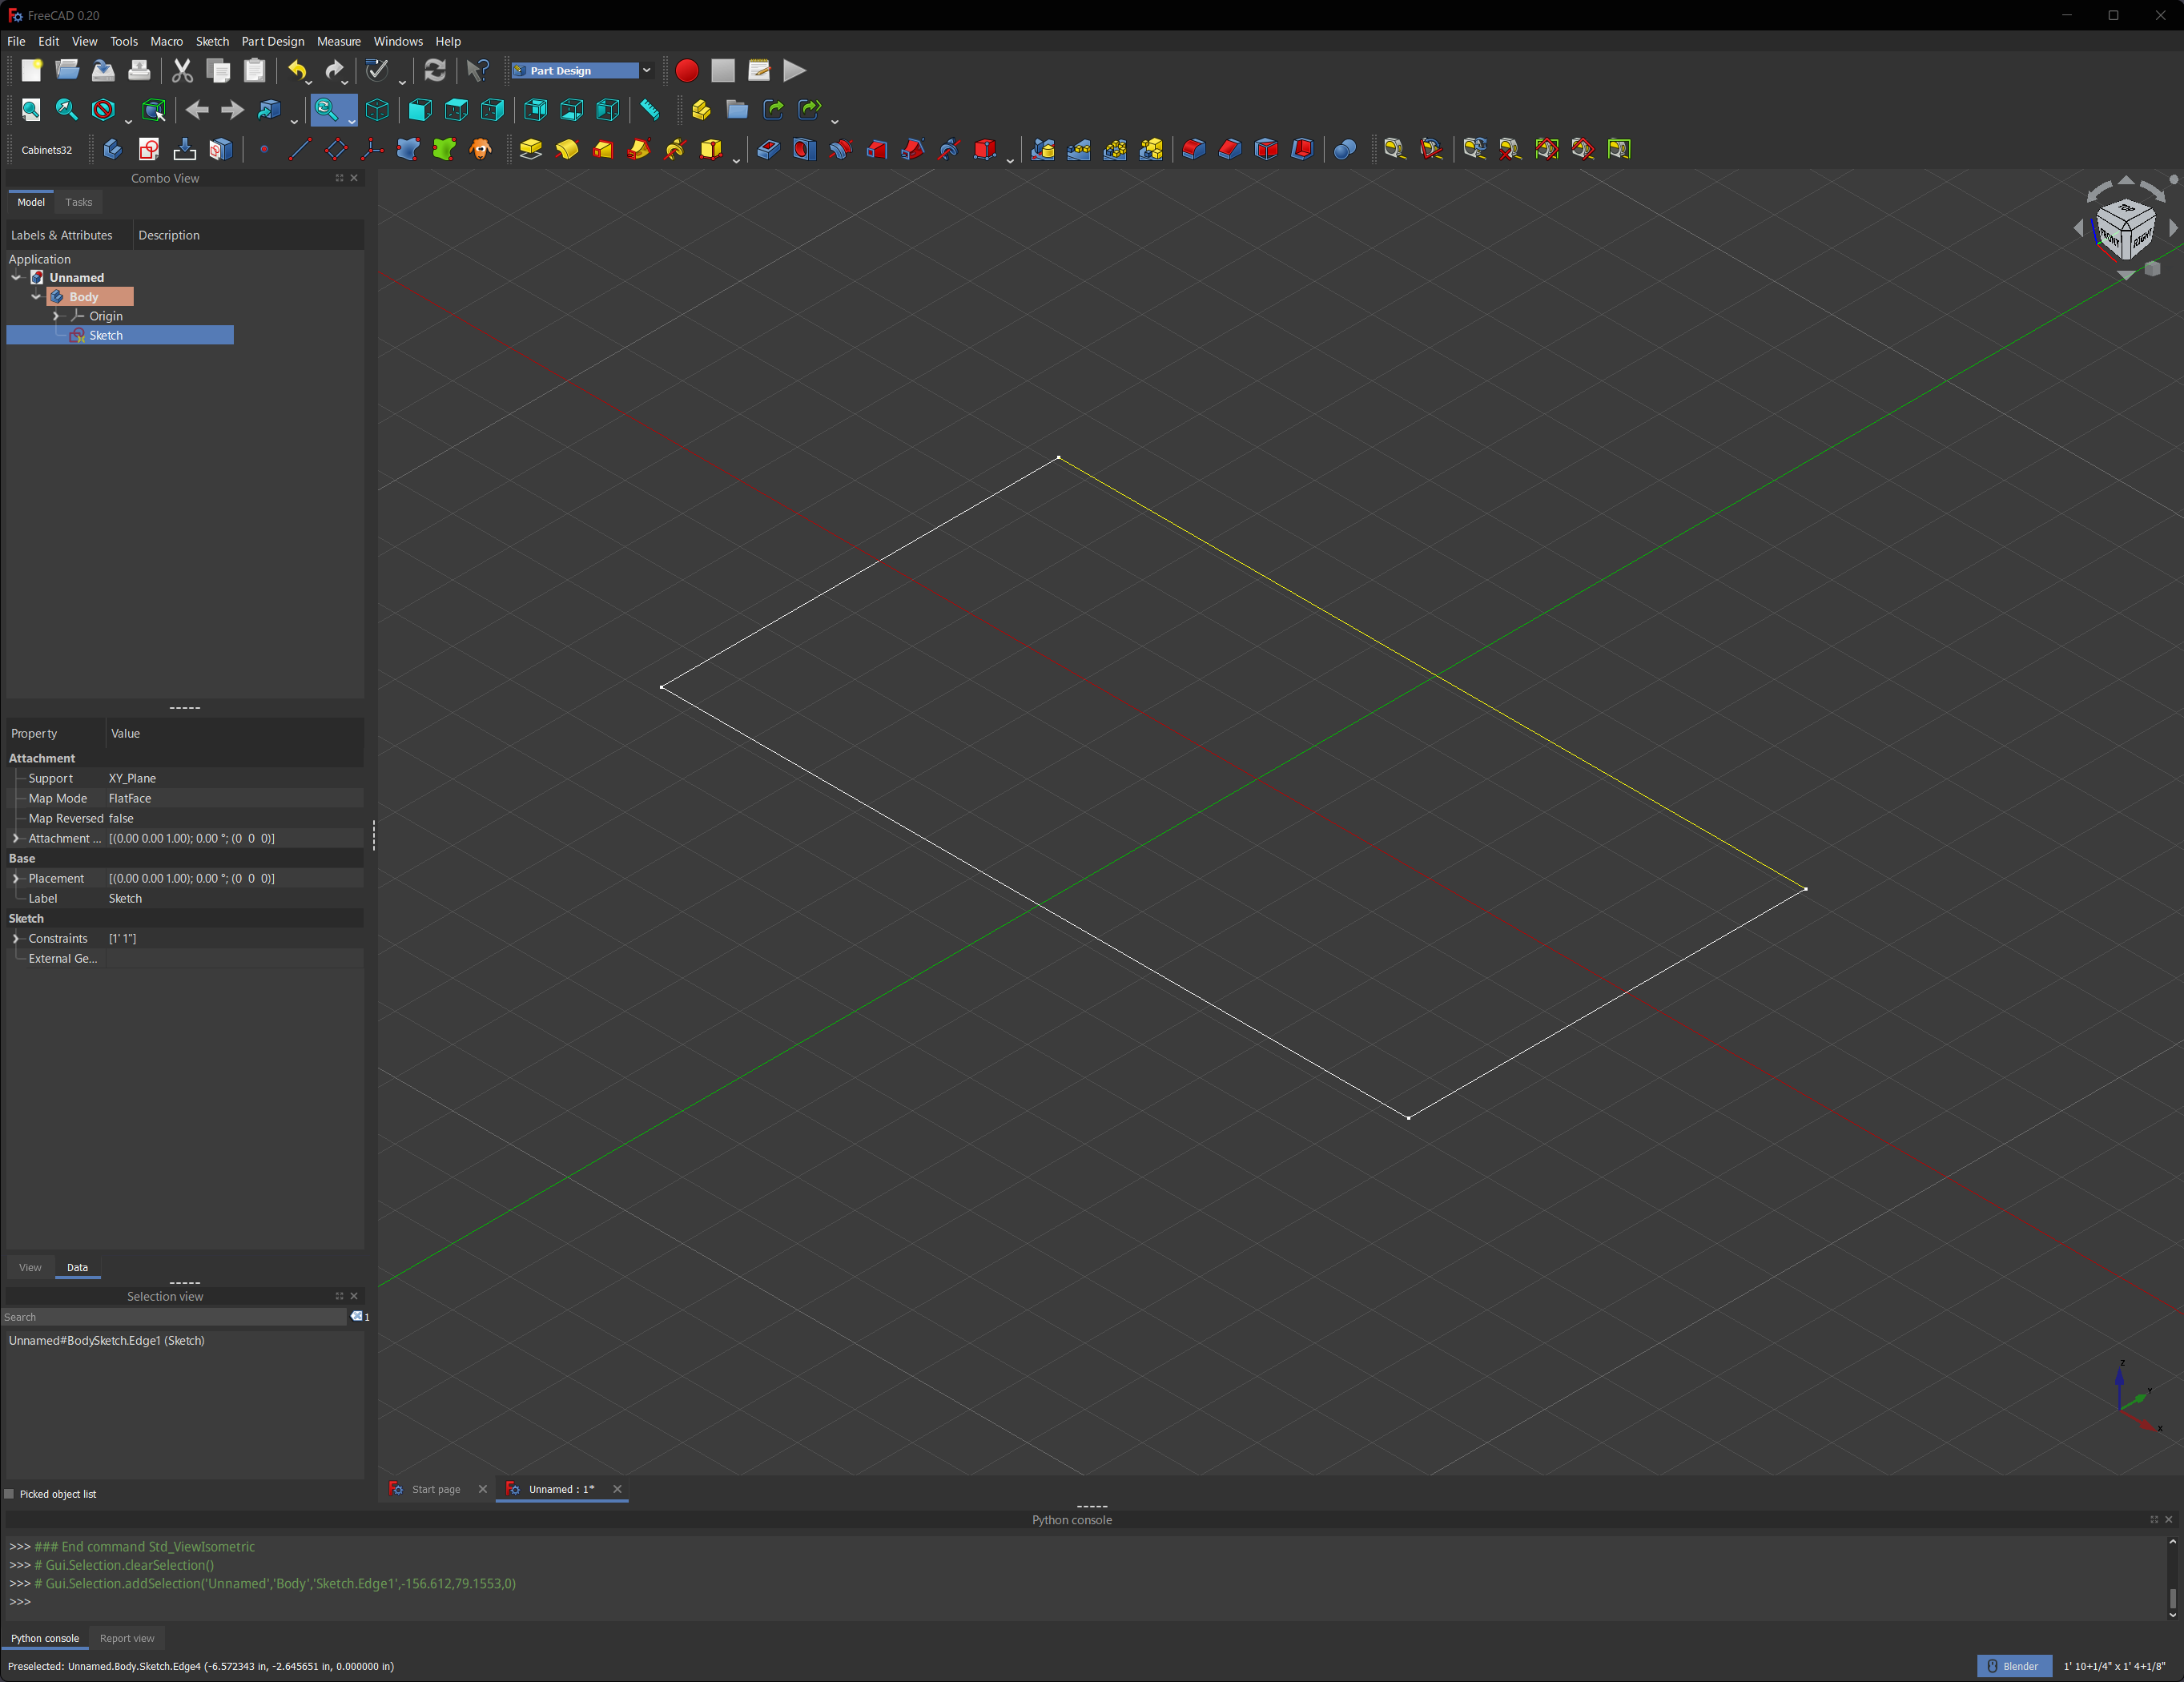 FreeCAD 0.20
File Edit View Tools Macro Sketch Part Design Measure Windows Help
Part Design
Cabinets32
Combo View
Model Tasks
Labels & Attributes Description
Application
Unnamed
Body
Origin
Sketch
Property Value
Attachment
Support XY_Plane
Map Mode FlatFace
Map Reversed false
Attachment ... [(0.00 0.00 1.00); 0.00 °; (0 0 0)]
Base
Placement [(0.00 0.00 1.00); 0.00 °; (0 0 0)]
Label Sketch
Sketch
Constraints [1' 1"]
External Ge...
View Data
Selection view
Search 1
Unnamed#BodySketch.Edge1 (Sketch)
Picked object list
TOP
FRONT RIGHT
Z
Y
X
Start page Unnamed : 1*
Python console
>>> ### End command Std_ViewIsometric
>>> # Gui.Selection.clearSelection()
>>> # Gui.Selection.addSelection('Unnamed','Body','Sketch.Edge1',-156.612,79.1553,0)
>>>
Python console Report view
Preselected: Unnamed.Body.Sketch.Edge4 (-6.572343 in, -2.645651 in, 0.000000 in) Blender 1' 10+1/4" x 1' 4+1/8"